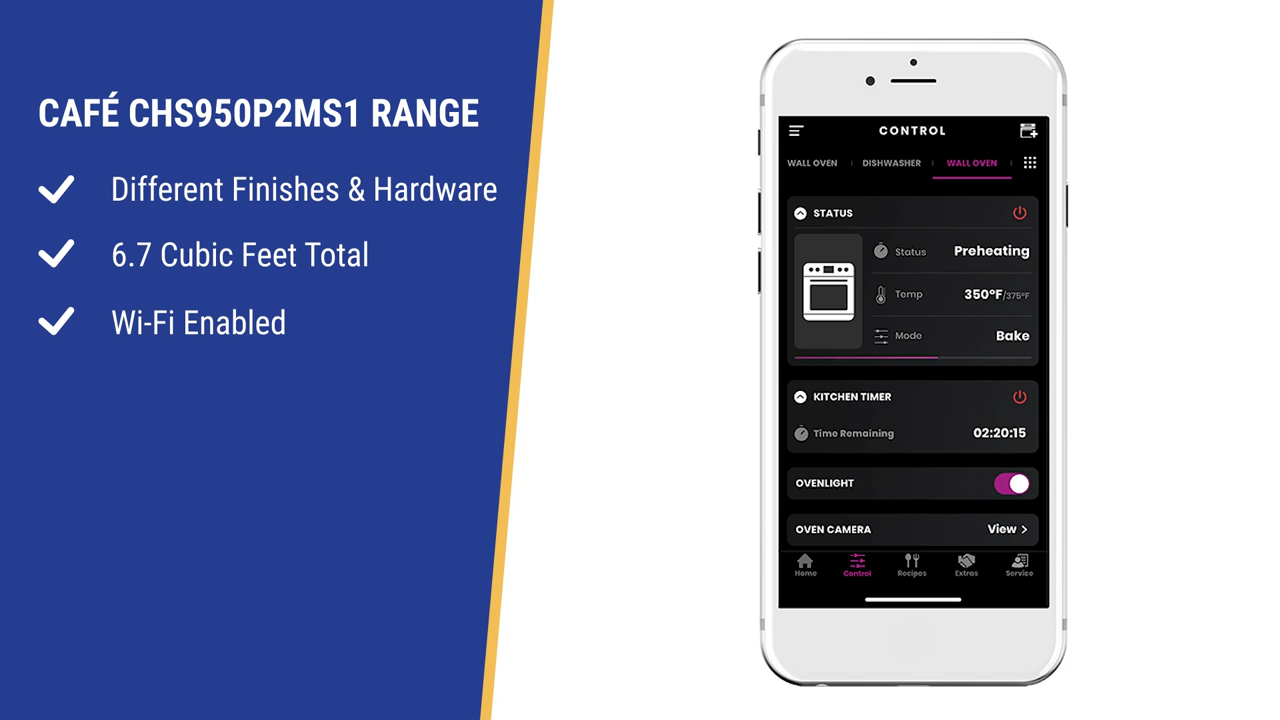 CAFÉ CHS950P2MS1 RANGE
Different Finishes & Hardware
6.7 Cubic Feet Total
Wi-Fi Enabled
CONTROL
WALL OVEN DISHWASHER WALL OVEN
STATUS
Status Preheating
Temp 350°F/375°F
Mode Bake
KITCHEN TIMER
Time Remaining 02:20:15
OVENLIGHT
OVEN CAMERA View >
Home Control Recipes Extras Service